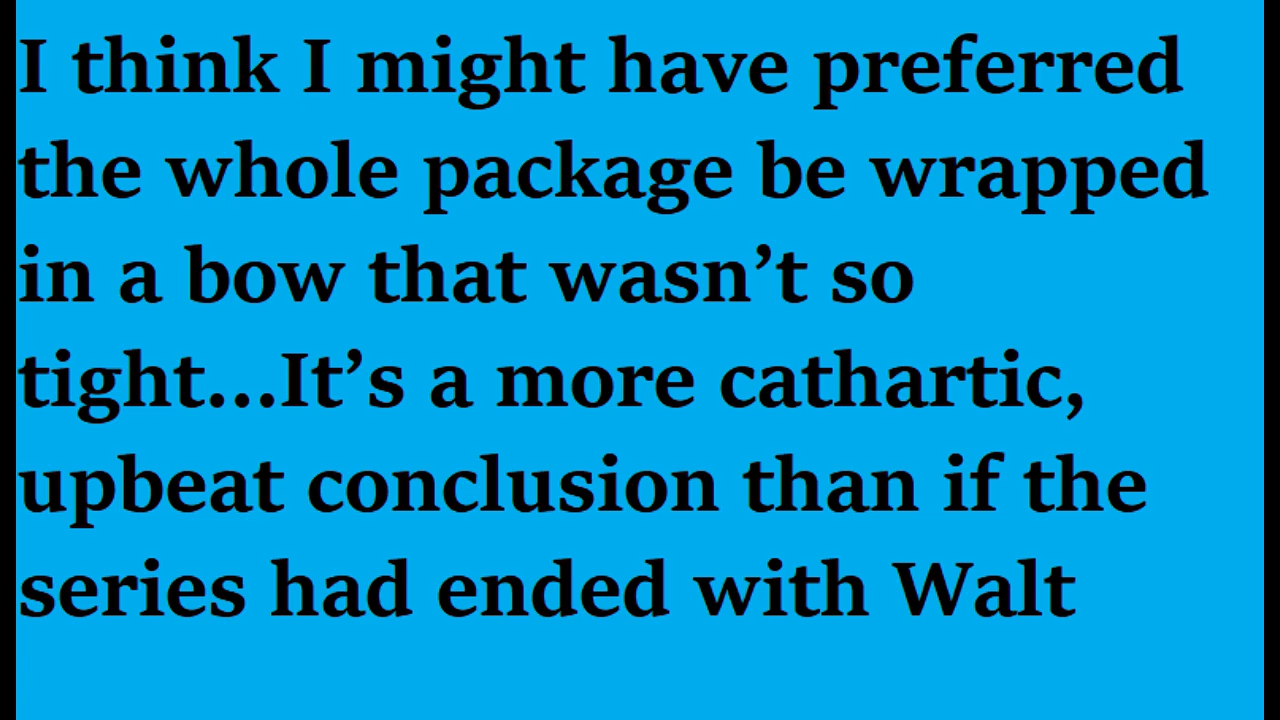 I think I might have preferred
the whole package be wrapped
in a bow that wasn’t so
tight…It’s a more cathartic,
upbeat conclusion than if the
series had ended with Walt